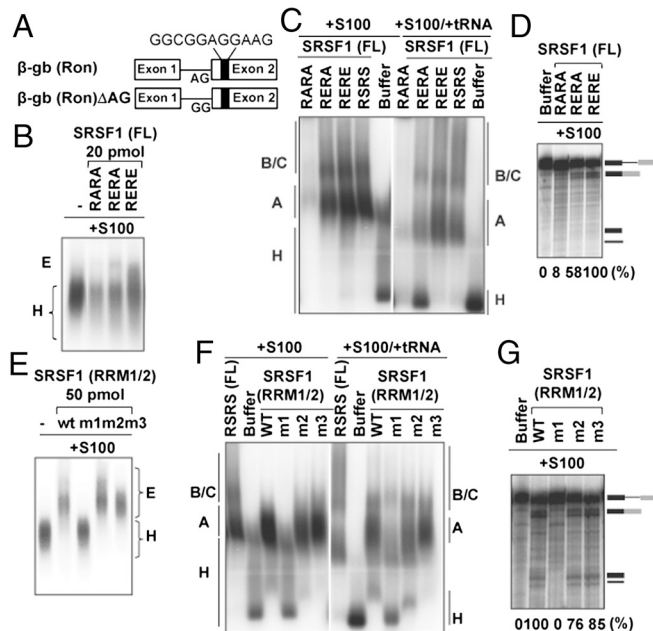 A
GGCGGAGGAAG
β-gb (Ron) Exon 1 AG Exon 2
β-gb (Ron)ΔAG Exon 1 GG Exon 2
B
SRSF1 (FL)
20 pmol
- RARA RERA RERE
+S100
E
H
C
+S100 +S100/+tRNA
SRSF1 (FL) SRSF1 (FL)
RARA RERA RERE RSRS Buffer RARA RERA RERE RSRS Buffer
B/C
A
H
B/C
A
H
D
SRSF1 (FL)
Buffer RARA RERA RERE
+S100
0 8 58100 (%)
E
SRSF1 (RRM1/2)
50 pmol
- wt m1m2m3
+S100
E
H
F
+S100 +S100/+tRNA
RSRS (FL) Buffer SRSF1 (RRM1/2) WT m1 m2 m3
RSRS (FL) Buffer SRSF1 (RRM1/2) WT m1 m2 m3
B/C
A
H
B/C
A
H
G
SRSF1
(RRM1/2)
Buffer WT m1 m2 m3
+S100
0100 0 76 85 (%)